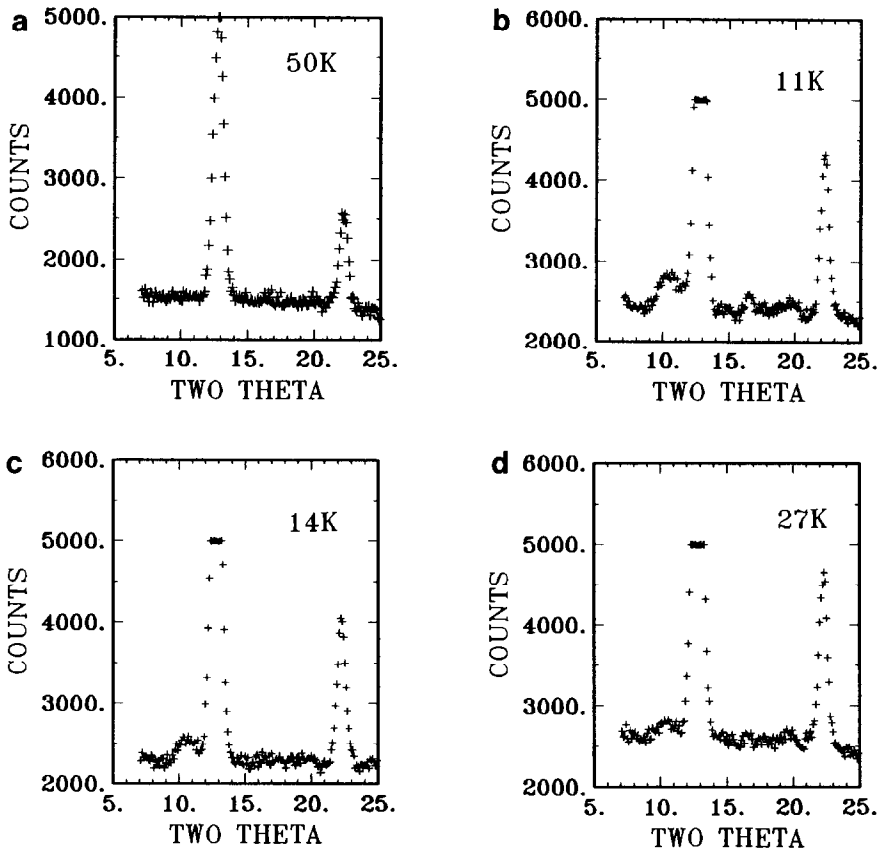 a
50K
5000.
4000.
3000.
2000.
1000.
COUNTS
5. 10. 15. 20. 25.
TWO THETA
b
11K
6000.
5000.
4000.
3000.
2000.
COUNTS
5. 10. 15. 20. 25.
TWO THETA
c
14K
6000.
5000.
4000.
3000.
2000.
COUNTS
5. 10. 15. 20. 25.
TWO THETA
d
27K
6000.
5000.
4000.
3000.
2000.
COUNTS
5. 10. 15. 20. 25.
TWO THETA